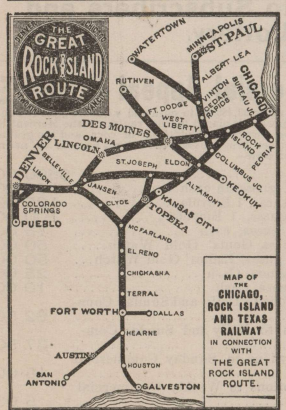 THE
GREAT
ROCK ISLAND
ROUTE
WATERTOWN
MINNEAPOLIS
ST. PAUL
RUTHVEN
ALBERT LEA
CHICAGO
VINTON
CEDAR
RAPIDS
BUREAU JC.
FT. DODGE
WEST
LIBERTY
DES MOINES
ROCK
ISLAND
PEORIA
OMAHA
LINCOLN
ELDON
COLUMBUS JC.
KEOKUK
ST. JOSEPH
ALTAMONT
DENVER
BELLEVILLE
LIMON
JANSEN
CLYDE
KANSAS CITY
TOPEKA
COLORADO
SPRINGS
PUEBLO
MCFARLAND
EL RENO
CHICKASHA
TERRAL
FORT WORTH
DALLAS
HEARNE
AUSTIN
HOUSTON
SAN
ANTONIO
GALVESTON
MAP OF
THE
CHICAGO,
ROCK ISLAND
AND TEXAS
RAILWAY
IN CONNECTION
WITH
THE GREAT
ROCK ISLAND
ROUTE.